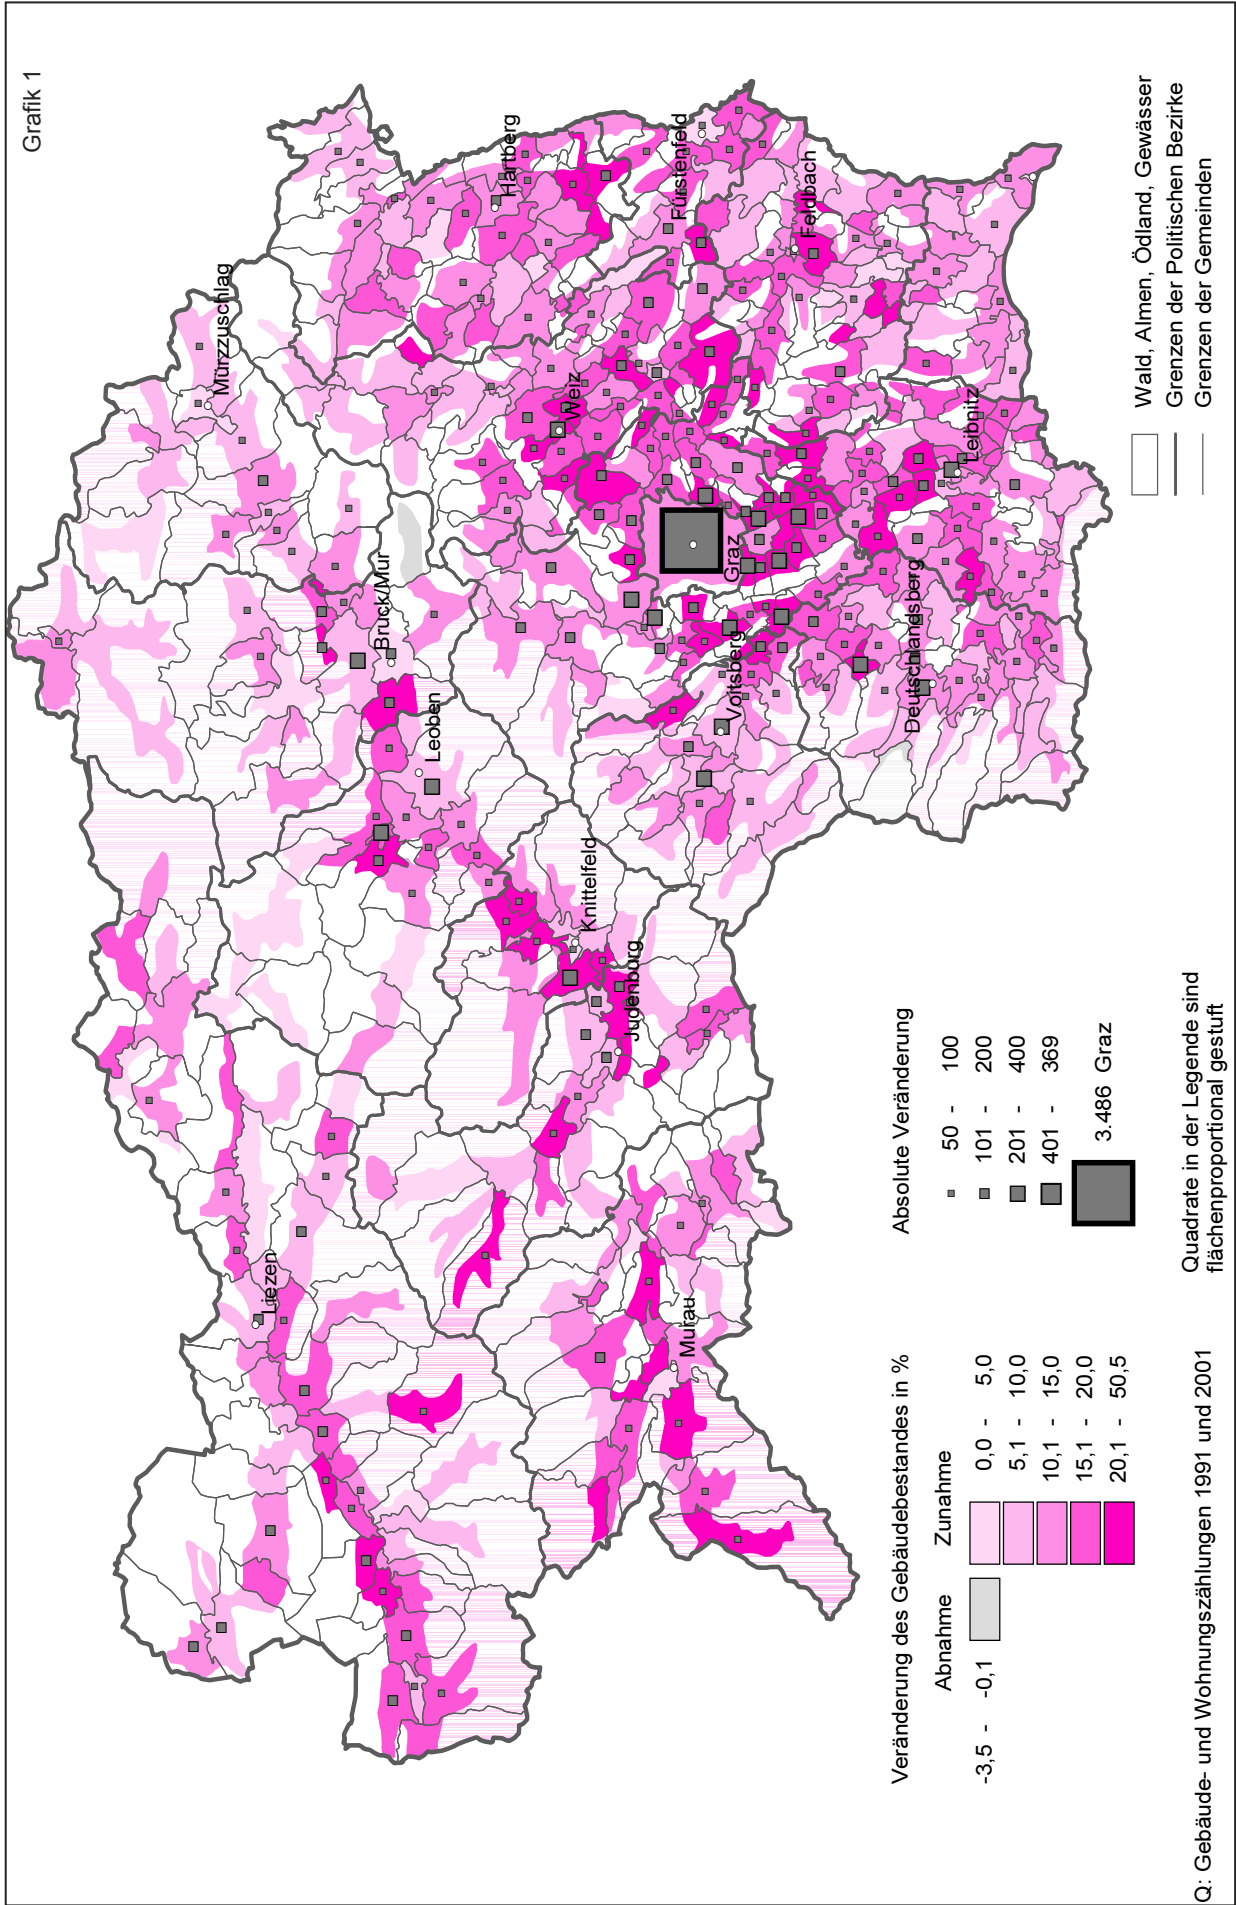 Grafik 1
Mürzzuschlag
Hartberg
Bruck/Mur
Leoben
Weiz
Fürstenfeld
Liezen
Knittelfeld
Judenburg
Graz
Voitsberg
Feldbach
Murau
Deutschlandsberg
Leibnitz
Veränderung des Gebäudebestandes in %
Abnahme Zunahme
-3,5 - -0,1 0,0 - 5,0
5,1 - 10,0
10,1 - 15,0
15,1 - 20,0
20,1 - 50,5
Absolute Veränderung
50 - 100
101 - 200
201 - 400
401 - 369
3.486 Graz
Quadrate in der Legende sind
flächenproportional gestuft
Wald, Almen, Ödland, Gewässer
Grenzen der Politischen Bezirke
Grenzen der Gemeinden
Q: Gebäude- und Wohnungszählungen 1991 und 2001